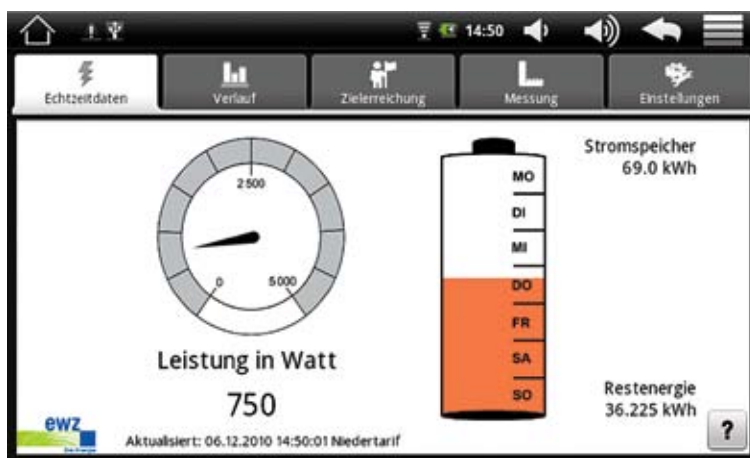 14:50
Echtzeitdaten
Verlauf
Zielerreichung
Messung
Einstellungen
2500
0
5000
Leistung in Watt
750
MO
DI
MI
DO
FR
SA
SO
Stromspeicher
69.0 kWh
Restenergie
36.225 kWh
ewz
Aktualisiert: 06.12.2010 14:50:01 Niedertarif
?